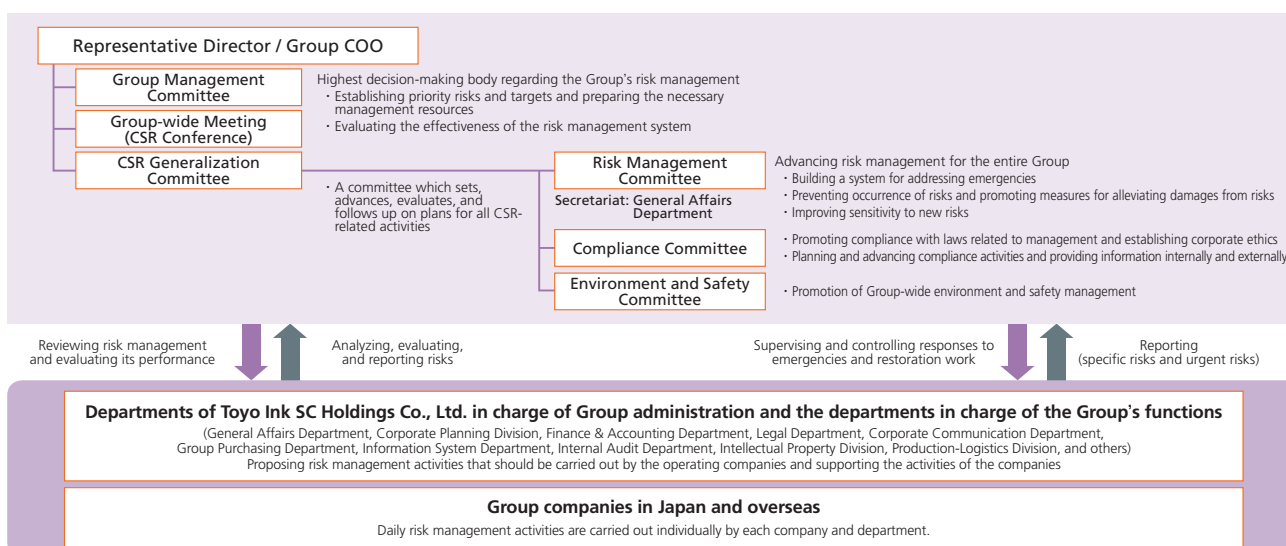 Representative Director / Group COO
Group Management
Committee
Highest decision-making body regarding the Group's risk management
・Establishing priority risks and targets and preparing the necessary
management resources
・Evaluating the effectiveness of the risk management system
Group-wide Meeting
(CSR Conference)
CSR Generalization
Committee
・A committee which sets,
advances, evaluates, and
follows up on plans for all CSR-
related activities
Risk Management
Committee
Secretariat: General Affairs
Department
Advancing risk management for the entire Group
・Building a system for addressing emergencies
・Preventing occurrence of risks and promoting measures for alleviating damages from risks
・Improving sensitivity to new risks
Compliance Committee
・Promoting compliance with laws related to management and establishing corporate ethics
・Planning and advancing compliance activities and providing information internally and externally
Environment and Safety
Committee
・Promotion of Group-wide environment and safety management
Reviewing risk management
and evaluating its performance
Analyzing, evaluating,
and reporting risks
Supervising and controlling responses to
emergencies and restoration work
Reporting
(specific risks and urgent risks)
Departments of Toyo Ink SC Holdings Co., Ltd. in charge of Group administration and the departments in charge of the Group's functions
(General Affairs Department, Corporate Planning Division, Finance & Accounting Department, Legal Department, Corporate Communication Department,
Group Purchasing Department, Information System Department, Internal Audit Department, Intellectual Property Division, Production-Logistics Division, and others)
Proposing risk management activities that should be carried out by the operating companies and supporting the activities of the companies
Group companies in Japan and overseas
Daily risk management activities are carried out individually by each company and department.